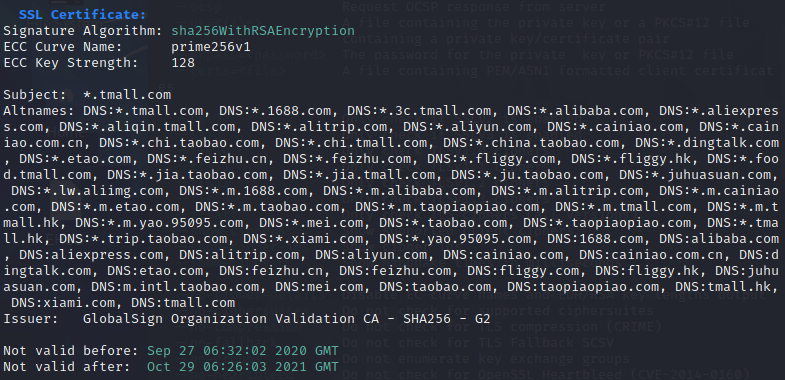 SSL Certificate:
Signature Algorithm: sha256WithRSAEncryption
ECC Curve Name:      prime256v1
ECC Key Strength:    128
Subject:  *.tmall.com
Altnames: DNS:*.tmall.com, DNS:*.1688.com, DNS:*.3c.tmall.com, DNS:*.alibaba.com, DNS:*.aliexpres
s.com, DNS:*.aliqin.tmall.com, DNS:*.alitrip.com, DNS:*.aliyun.com, DNS:*.cainiao.com, DNS:*.cain
iao.com.cn, DNS:*.chi.taobao.com, DNS:*.chi.tmall.com, DNS:*.china.taobao.com, DNS:*.dingtalk.com
, DNS:*.etao.com, DNS:*.feizhu.cn, DNS:*.feizhu.com, DNS:*.fliggy.com, DNS:*.fliggy.hk, DNS:*.foo
d.tmall.com, DNS:*.jia.taobao.com, DNS:*.jia.tmall.com, DNS:*.ju.taobao.com, DNS:*.juhuasuan.com,
 DNS:*.lw.aliimg.com, DNS:*.m.1688.com, DNS:*.m.alibaba.com, DNS:*.m.alitrip.com, DNS:*.m.cainiao
.com, DNS:*.m.etao.com, DNS:*.m.taobao.com, DNS:*.m.taopiaopiao.com, DNS:*.m.tmall.com, DNS:*.m.t
mall.hk, DNS:*.m.yao.95095.com, DNS:*.mei.com, DNS:*.taobao.com, DNS:*.taopiaopiao.com, DNS:*.tma
ll.hk, DNS:*.trip.taobao.com, DNS:*.xiami.com, DNS:*.yao.95095.com, DNS:1688.com, DNS:alibaba.com
, DNS:aliexpress.com, DNS:alitrip.com, DNS:aliyun.com, DNS:cainiao.com, DNS:cainiao.com.cn, DNS:d
ingtalk.com, DNS:etao.com, DNS:feizhu.cn, DNS:feizhu.com, DNS:fliggy.com, DNS:fliggy.hk, DNS:juhu
asuan.com, DNS:m.intl.taobao.com, DNS:mei.com, DNS:taobao.com, DNS:taopiaopiao.com, DNS:tmall.hk,
 DNS:xiami.com, DNS:tmall.com
Issuer:   GlobalSign Organization Validation CA - SHA256 - G2
Not valid before: Sep 27 06:32:02 2020 GMT
Not valid after:  Oct 29 06:26:03 2021 GMT